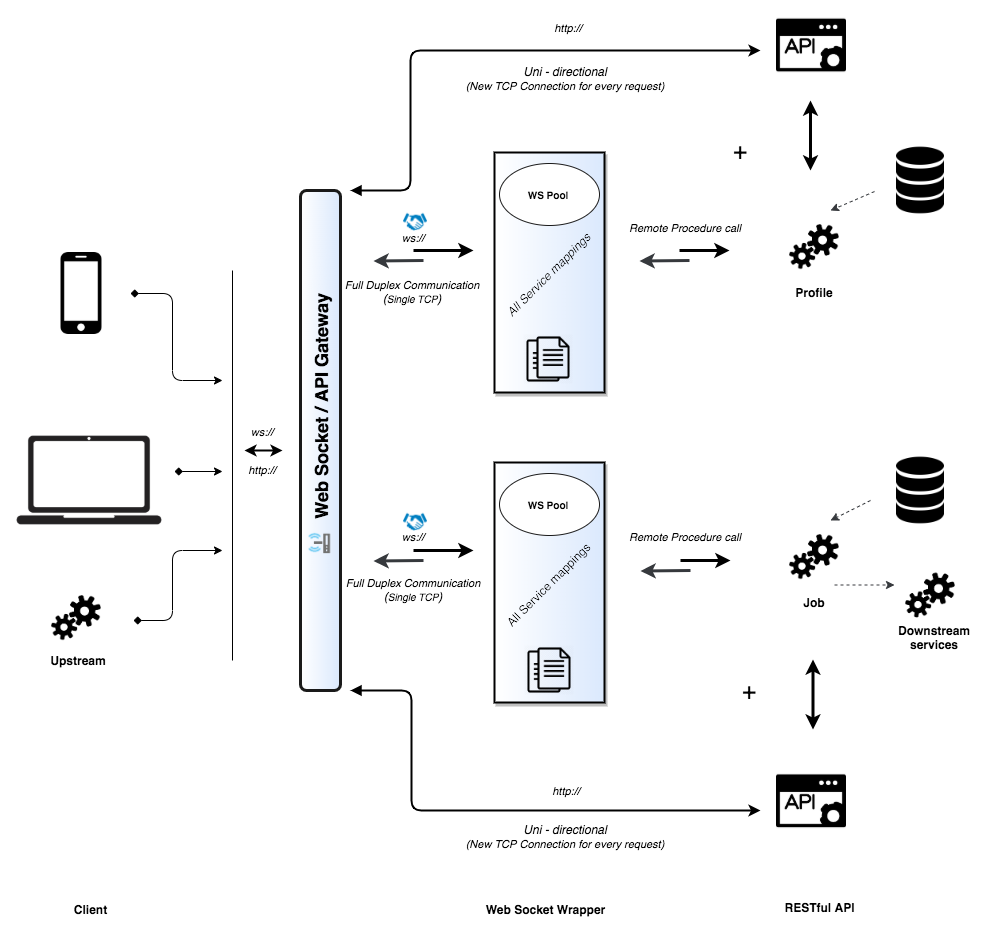 http://
API
Uni - directional
(New TCP Connection for every request)
+
WS Pool
ws://
Remote Procedure call
All Service mappings
Full Duplex Communication
(Single TCP)
Profile
Web Socket / API Gateway
ws://
http://
WS Pool
ws://
Remote Procedure call
All Service mappings
Full Duplex Communication
(Single TCP)
Job
Downstream
services
Upstream
+
http://
API
Uni - directional
(New TCP Connection for every request)
Client
Web Socket Wrapper
RESTful API